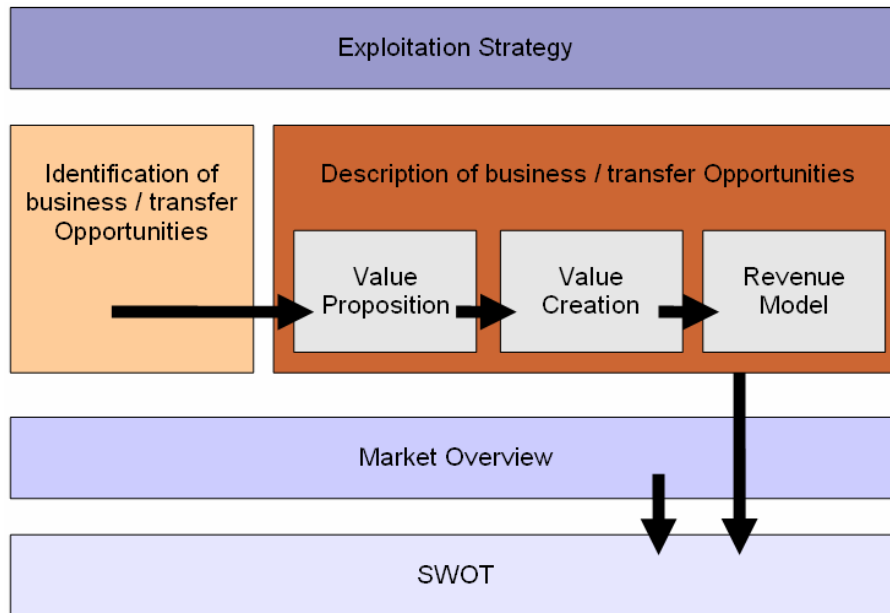 Exploitation Strategy
Identification of
business / transfer
Opportunities
Description of business / transfer Opportunities
Value
Proposition
Value
Creation
Revenue
Model
Market Overview
SWOT